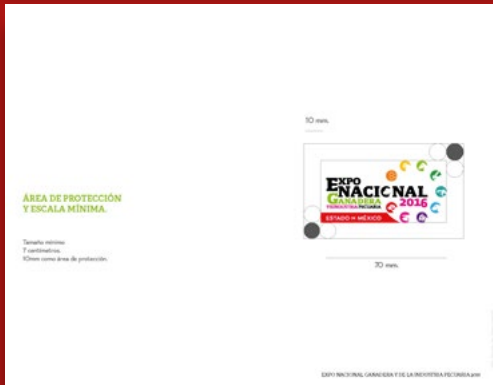 10 mm.
ÁREA DE PROTECCIÓN
Y ESCALA MÍNIMA.
Tamaño mínimo
7 centímetros.
10mm como área de protección.
EXPO
NACIONAL
GANADERA 2016
ESTADO DE MÉXICO
70 mm.
EXPO NACIONAL GANADERA Y DE LA INDUSTRIA PECUARIA 2016